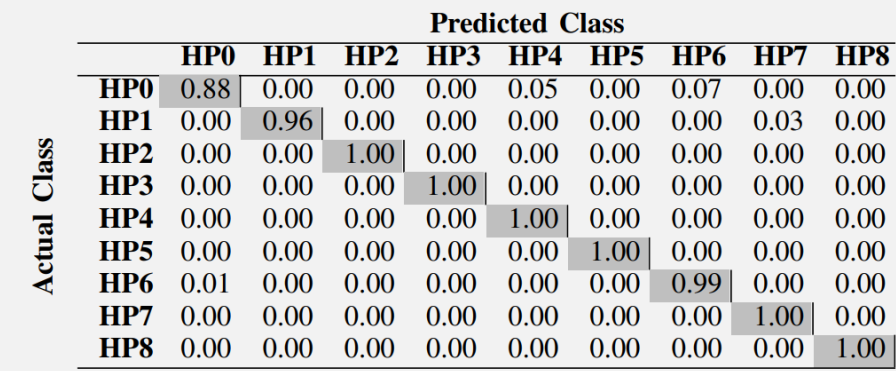 Predicted Class
HP0 HP1 HP2 HP3 HP4 HP5 HP6 HP7 HP8
HP0 0.88 0.00 0.00 0.00 0.05 0.00 0.07 0.00 0.00
HP1 0.00 0.96 0.00 0.00 0.00 0.00 0.00 0.03 0.00
HP2 0.00 0.00 1.00 0.00 0.00 0.00 0.00 0.00 0.00
HP3 0.00 0.00 0.00 1.00 0.00 0.00 0.00 0.00 0.00
HP4 0.00 0.00 0.00 0.00 1.00 0.00 0.00 0.00 0.00
HP5 0.00 0.00 0.00 0.00 0.00 1.00 0.00 0.00 0.00
HP6 0.01 0.00 0.00 0.00 0.00 0.00 0.99 0.00 0.00
HP7 0.00 0.00 0.00 0.00 0.00 0.00 0.00 1.00 0.00
HP8 0.00 0.00 0.00 0.00 0.00 0.00 0.00 0.00 1.00
Actual Class